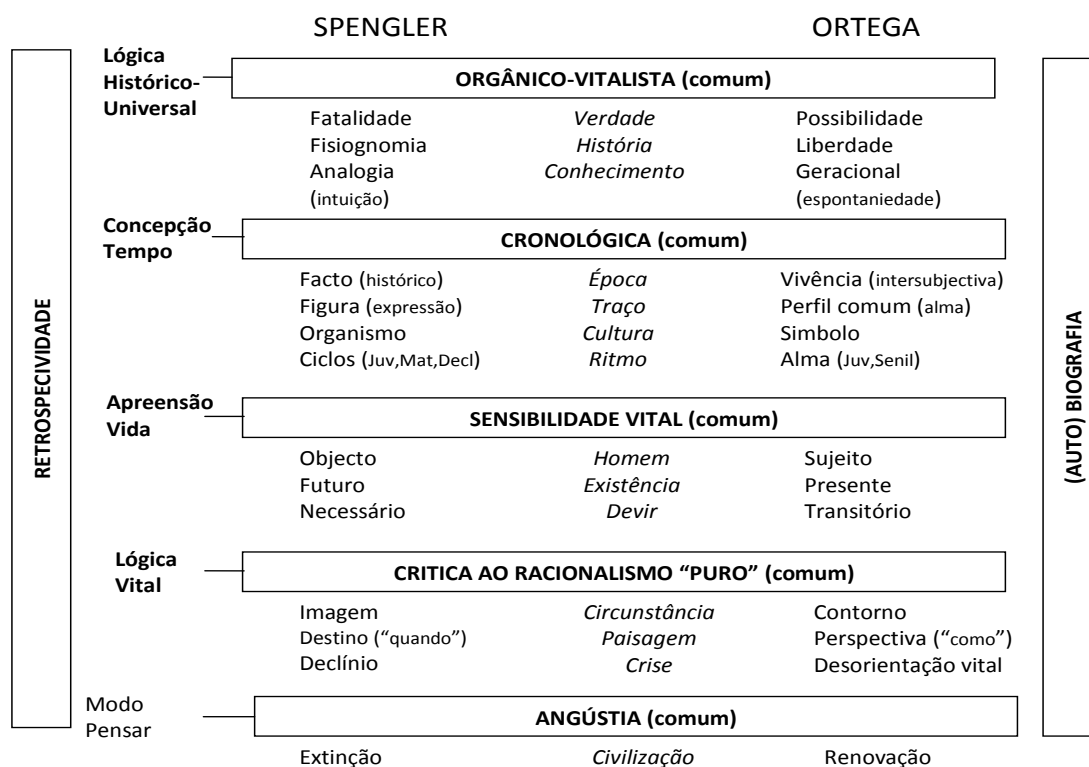 SPENGLER ORTEGA
Lógica
Histórico-
Universal
ORGÂNICO-VITALISTA (comum)
Fatalidade Verdade Possibilidade
Fisiognomia História Liberdade
Analogia Conhecimento Geracional
(intuição) (espontaniedade)
Concepção
Tempo
CRONOLÓGICA (comum)
Facto (histórico) Época Vivência (intersubjectiva)
Figura (expressão) Traço Perfil comum (alma)
Organismo Cultura Simbolo
Ciclos (Juv,Mat,Decl) Ritmo Alma (Juv,Senil)
Apreensão
Vida
SENSIBILIDADE VITAL (comum)
Objecto Homem Sujeito
Futuro Existência Presente
Necessário Devir Transitório
Lógica
Vital
CRITICA AO RACIONALISMO “PURO” (comum)
Imagem Circunstância Contorno
Destino (“quando”) Paisagem Perspectiva (“como”)
Declínio Crise Desorientação vital
Modo
Pensar
ANGÚSTIA (comum)
Extinção Civilização Renovação
RETROSPECIVIDADE
(AUTO) BIOGRAFIA